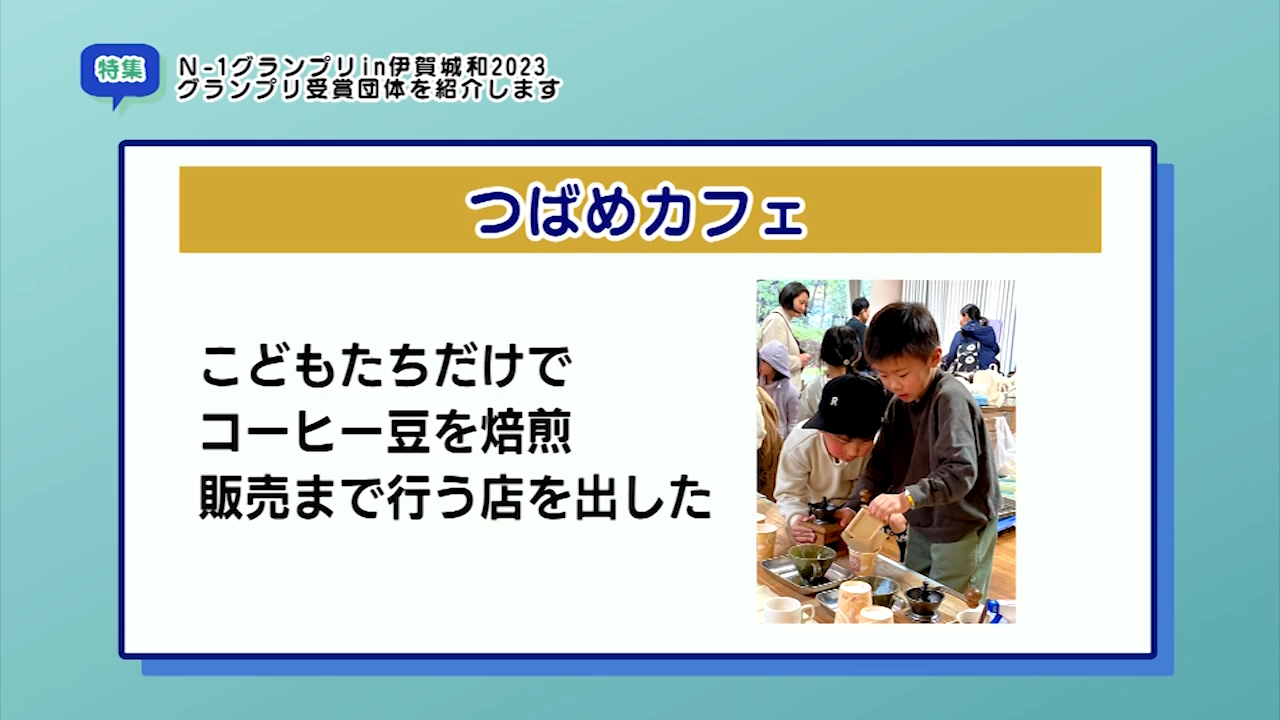 特集
N-1グランプリin伊賀城和2023
グランプリ受賞団体を紹介します
つばめカフェ
こどもたちだけで
コーヒー豆を焙煎
販売まで行う店を出した
R